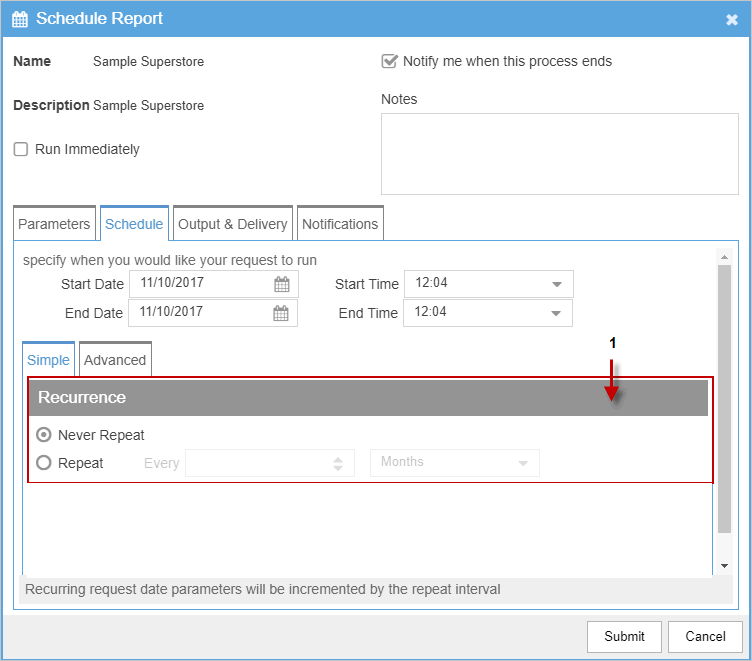 Schedule Report
Name Sample Superstore
Notify me when this process ends
Description Sample Superstore
Notes
Run Immediately
Parameters Schedule Output & Delivery Notifications
specify when you would like your request to run
Start Date 11/10/2017 Start Time 12:04
End Date 11/10/2017 End Time 12:04
1
Simple Advanced
Recurrence
Never Repeat
Repeat Every Months
Recurring request date parameters will be incremented by the repeat interval
Submit Cancel